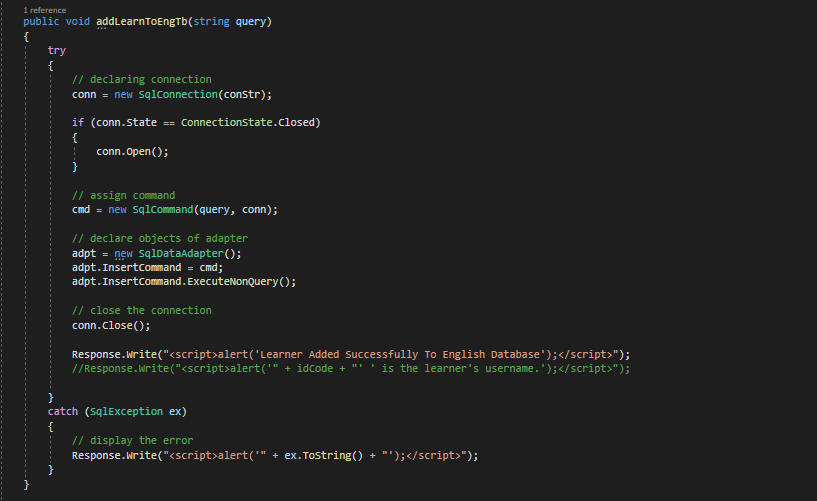 1 reference
public void addLearnToEngTb(string query)
{
try
{
// declaring connection
conn = new SqlConnection(conStr);
if (conn.State == ConnectionState.Closed)
{
conn.Open();
}
// assign command
cmd = new SqlCommand(query, conn);
// declare objects of adapter
adpt = new SqlDataAdapter();
adpt.InsertCommand = cmd;
adpt.InsertCommand.ExecuteNonQuery();
// close the connection
conn.Close();
Response.Write("<script>alert('Learner Added Successfully To English Database');</script>");
//Response.Write("<script>alert('" + idCode + "' ' is the learner's username.');</script>");
}
catch (SqlException ex)
{
// display the error
Response.Write("<script>alert('" + ex.ToString() + "');</script>");
}
}